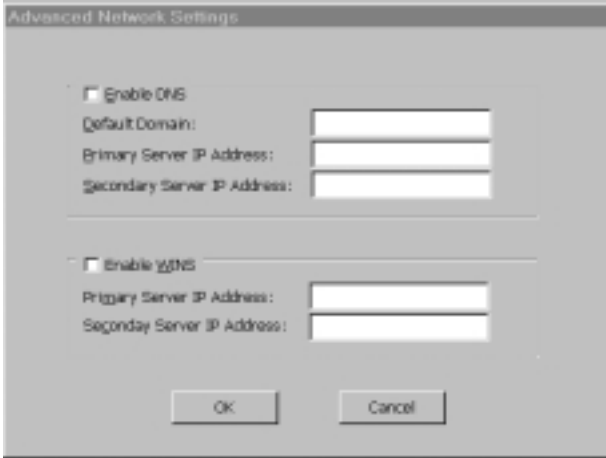 Advanced Network Settings
Enable DNS
Default Domain:
Primary Server IP Address:
Secondary Server IP Address:
Enable WINS
Primary Server IP Address:
Seconday Server IP Address:
OK
Cancel